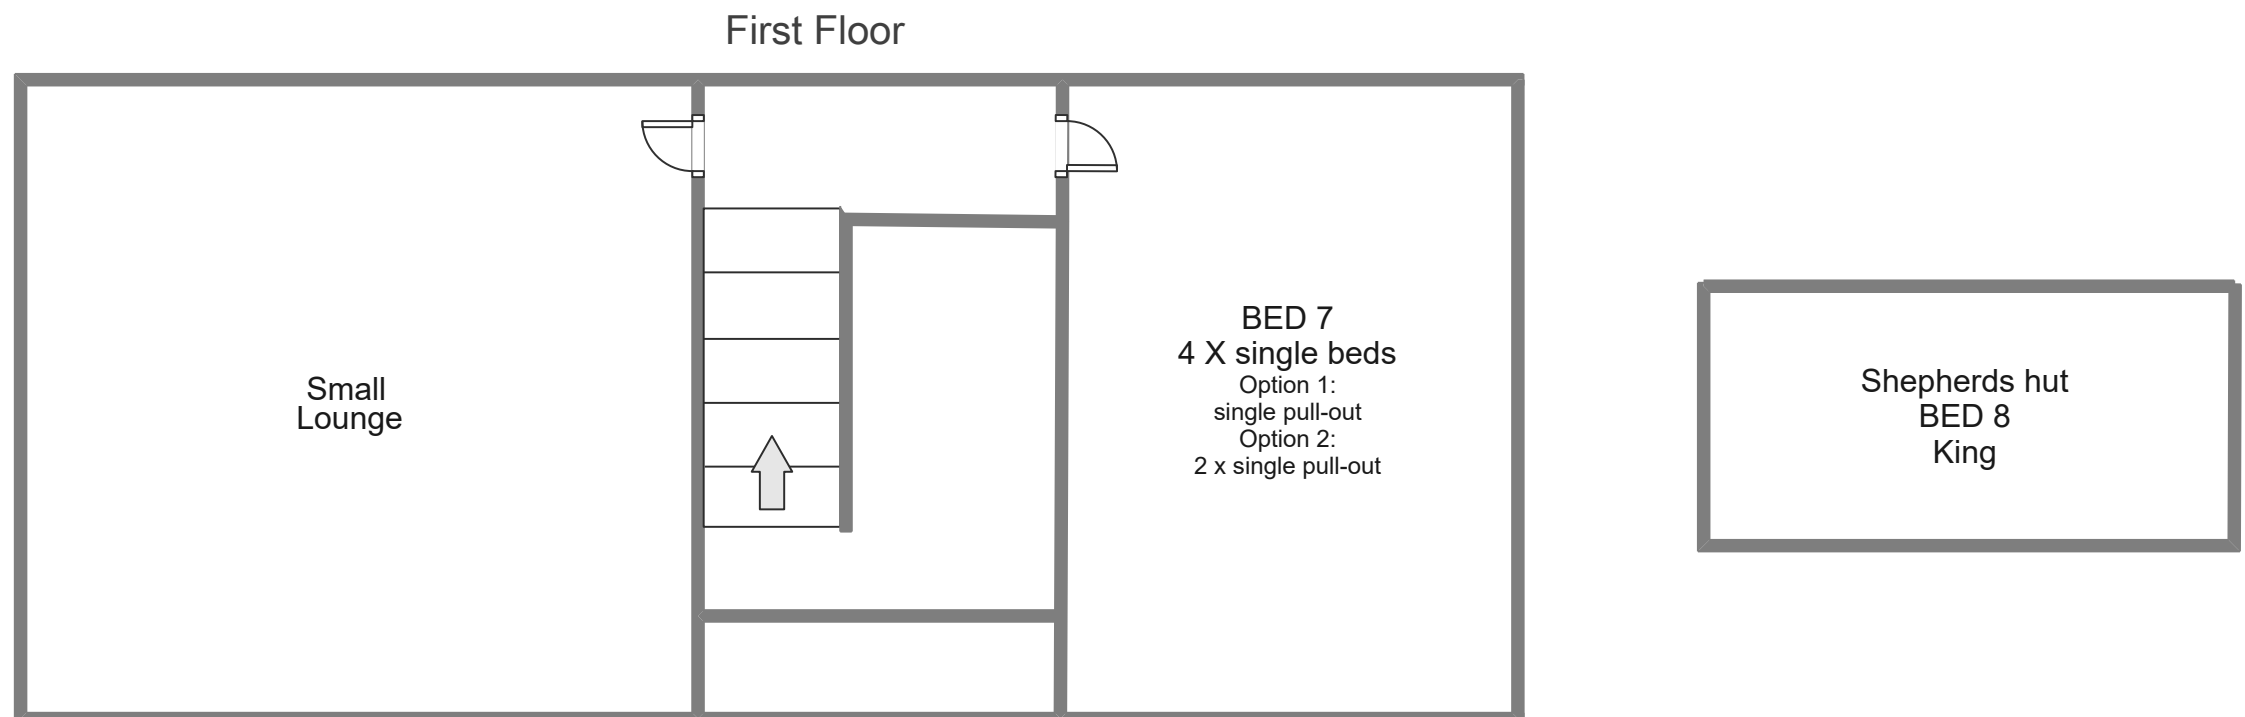 First Floor
Small
Lounge
BED 7
4 X single beds
Option 1:
single pull-out
Option 2:
2 x single pull-out
Shepherds hut
BED 8
King